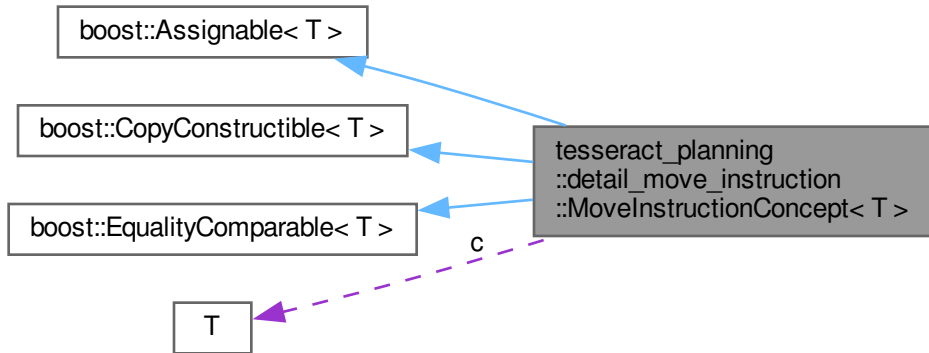 boost::Assignable< T >
boost::CopyConstructible< T >
boost::EqualityComparable< T >
tesseract_planning
::detail_move_instruction
::MoveInstructionConcept< T >
c
T